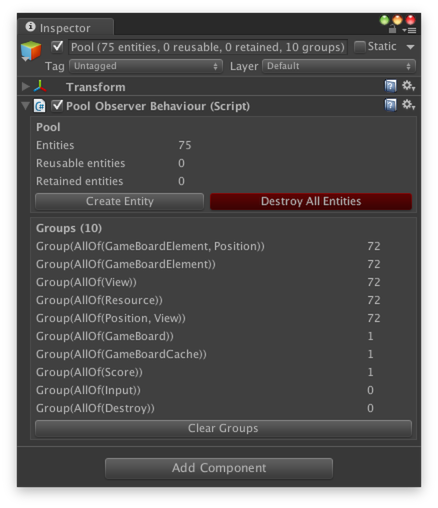 Inspector
Pool (75 entities, 0 reusable, 0 retained, 10 groups) Static
Tag Untagged Layer Default
Transform
C# Pool Observer Behaviour (Script)
Pool
Entities 75
Reusable entities 0
Retained entities 0
Create Entity Destroy All Entities
Groups (10)
Group(AllOf(GameBoardElement, Position)) 72
Group(AllOf(GameBoardElement)) 72
Group(AllOf(View)) 72
Group(AllOf(Resource)) 72
Group(AllOf(Position, View)) 72
Group(AllOf(GameBoard)) 1
Group(AllOf(GameBoardCache)) 1
Group(AllOf(Score)) 1
Group(AllOf(Input)) 0
Group(AllOf(Destroy)) 0
Clear Groups
Add Component